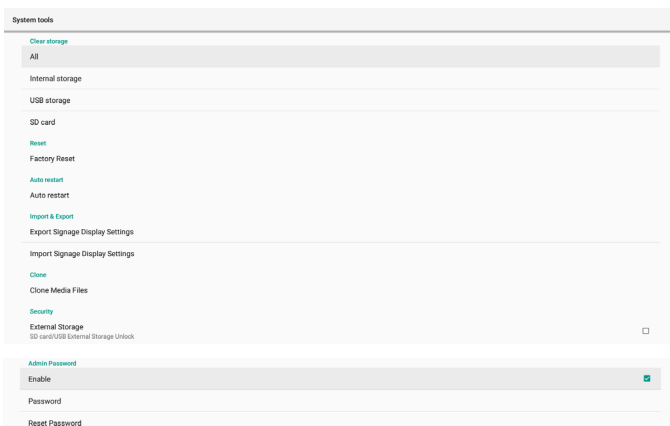 System tools
Clear storage
All
Internal storage
USB storage
SD card
Reset
Factory Reset
Auto restart
Auto restart
Import & Export
Export Signage Display Settings
Import Signage Display Settings
Clone
Clone Media Files
Security
External Storage
SD card/USB External Storage Unlock
Admin Password
Enable
Password
Reset Password